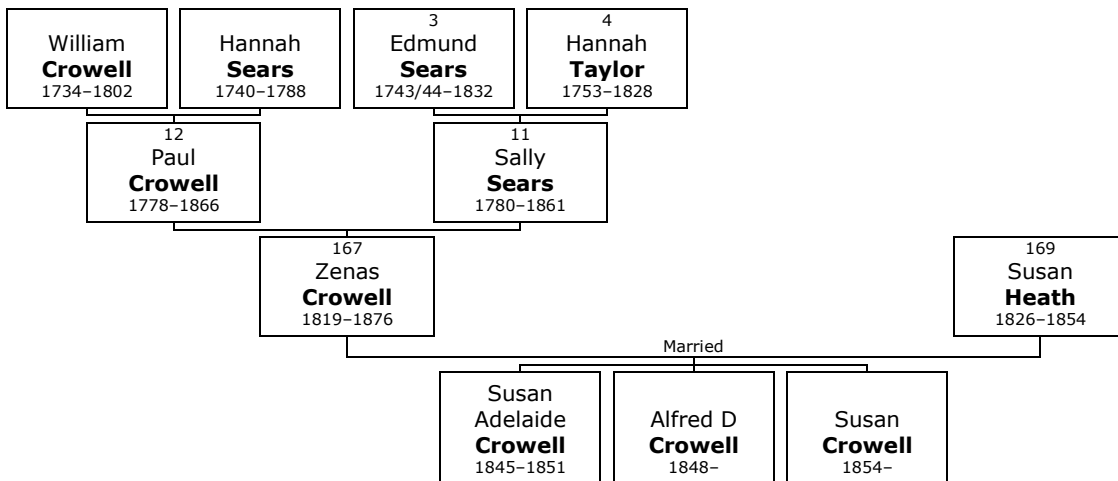 William
Crowell
1734–1802
Hannah
Sears
1740–1788
3
Edmund
Sears
1743/44–1832
4
Hannah
Taylor
1753–1828
12
Paul
Crowell
1778–1866
11
Sally
Sears
1780–1861
167
Zenas
Crowell
1819–1876
169
Susan
Heath
1826–1854
Married
Susan
Adelaide
Crowell
1845–1851
Alfred D
Crowell
1848–
Susan
Crowell
1854–